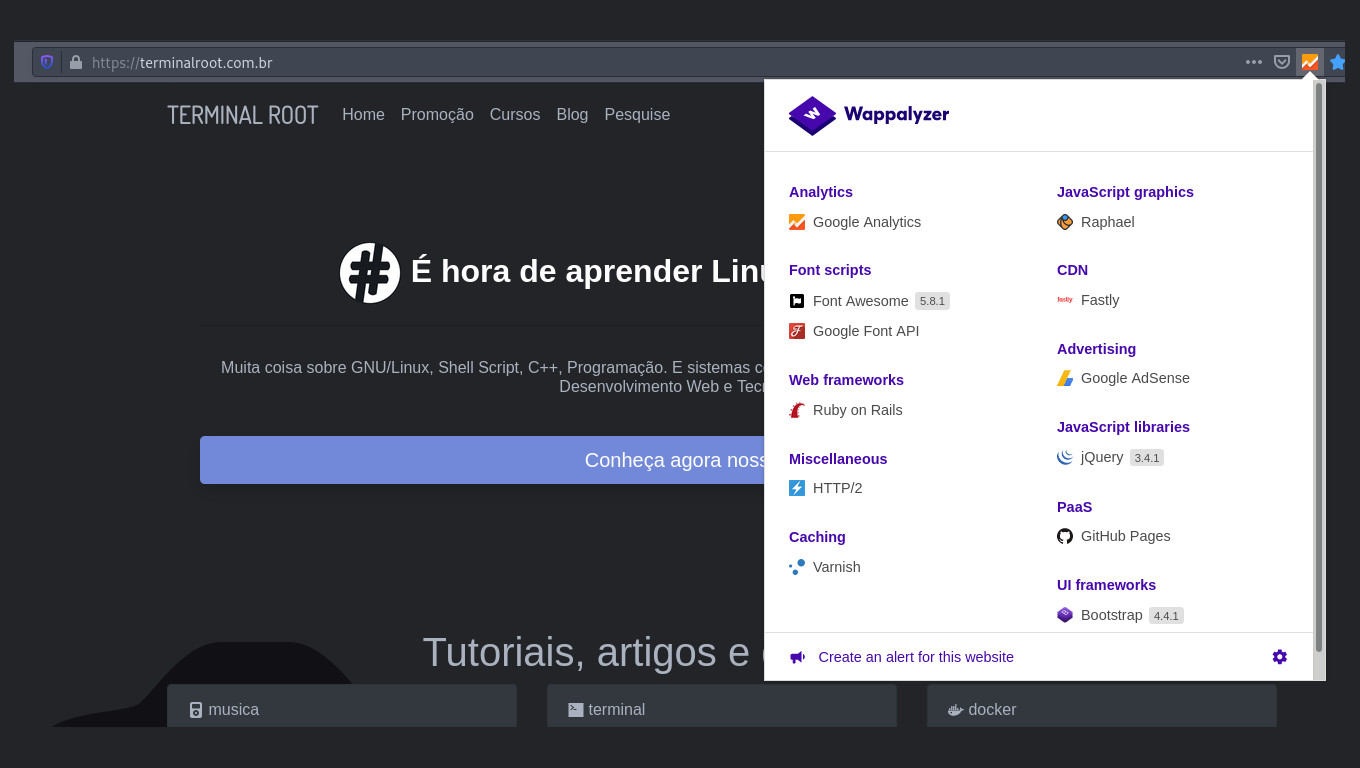 https://terminalroot.com.br
TERMINAL ROOT
Home
Promoção
Cursos
Blog
Pesquise
É hora de aprender Linu
Muita coisa sobre GNU/Linux, Shell Script, C++, Programação. E sistemas c
Desenvolvimento Web e Tec
Conheça agora noss
Tutoriais, artigos e
musica
terminal
docker
Wappalyzer
Analytics
Google Analytics
Font scripts
Font Awesome 5.8.1
Google Font API
Web frameworks
Ruby on Rails
Miscellaneous
HTTP/2
Caching
Varnish
JavaScript graphics
Raphael
CDN
fastly Fastly
Advertising
Google AdSense
JavaScript libraries
jQuery 3.4.1
PaaS
GitHub Pages
UI frameworks
Bootstrap 4.4.1
Create an alert for this website